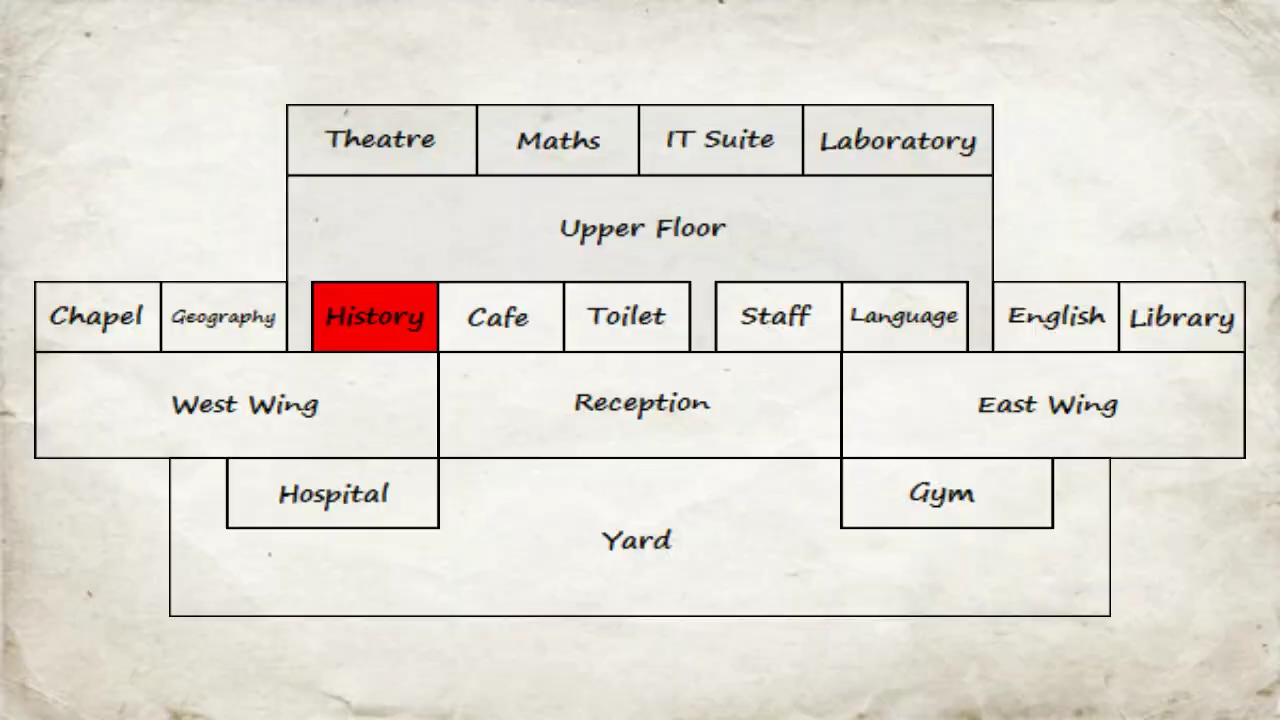 Theatre
Maths
IT Suite
Laboratory
Upper Floor
Chapel
Geography
History
Cafe
Toilet
Staff
Language
English
Library
West Wing
Reception
East Wing
Hospital
Gym
Yard